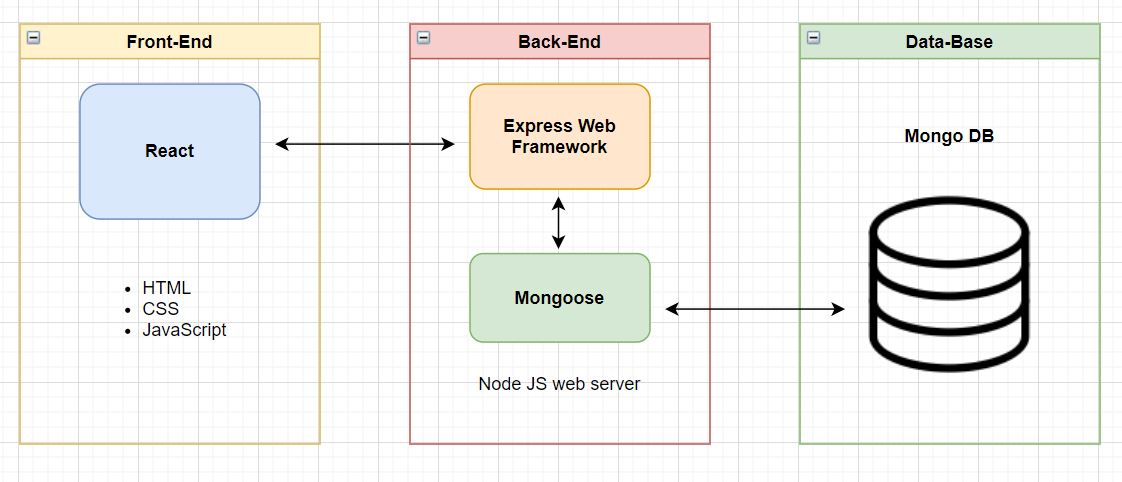 Front-End
React
HTML
CSS
JavaScript
Back-End
Express Web
Framework
Mongoose
Node JS web server
Data-Base
Mongo DB